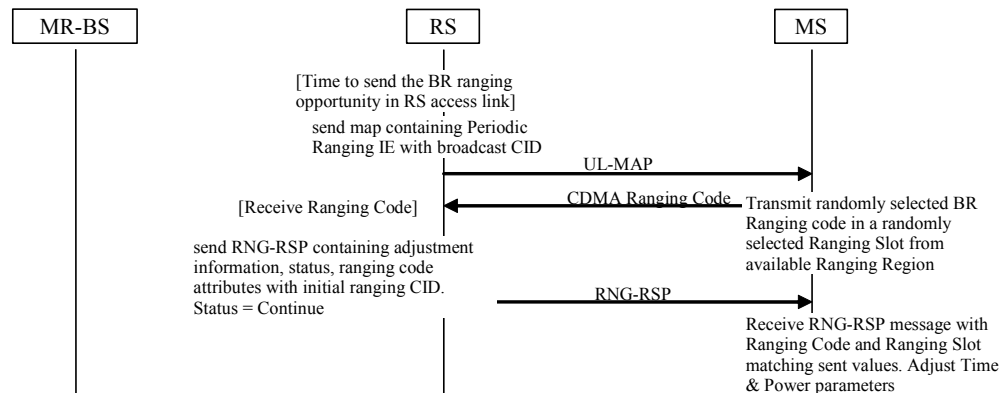 MR-BS
RS
MS
[Time to send the BR ranging
opportunity in RS access link]
send map containing Periodic
Ranging IE with broadcast CID
UL-MAP
CDMA Ranging Code
[Receive Ranging Code]
Transmit randomly selected BR
Ranging code in a randomly
selected Ranging Slot from
available Ranging Region
send RNG-RSP containing adjustment
information, status, ranging code
attributes with initial ranging CID.
Status = Continue
RNG-RSP
Receive RNG-RSP message with
Ranging Code and Ranging Slot
matching sent values. Adjust Time
& Power parameters